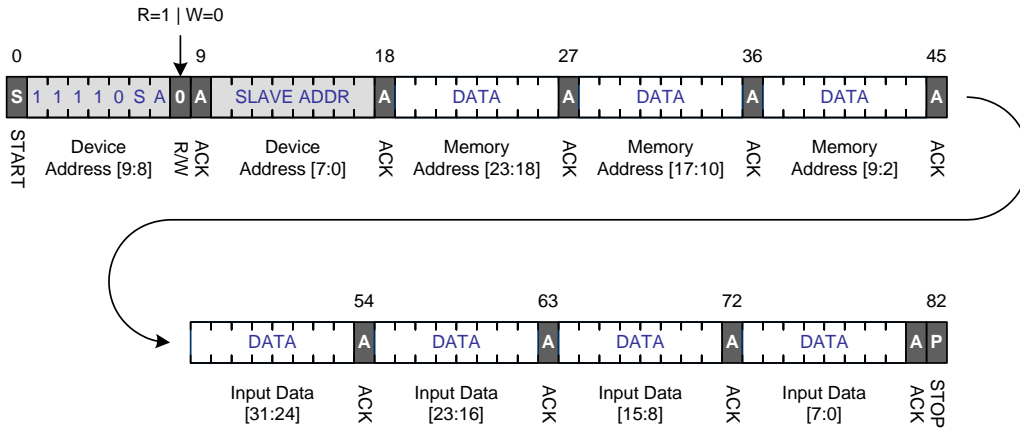 R=1 | W=0
0 9 18 27 36 45
S 1 1 1 1 0 S A 0 A SLAVE ADDR A DATA A DATA A DATA A
START Device Address [9:8] R/W ACK Device Address [7:0] ACK Memory Address [23:18] ACK Memory Address [17:10] ACK Memory Address [9:2] ACK
54 63 72 82
DATA A DATA A DATA A DATA A P
Input Data [31:24] ACK Input Data [23:16] ACK Input Data [15:8] ACK Input Data [7:0] ACK STOP